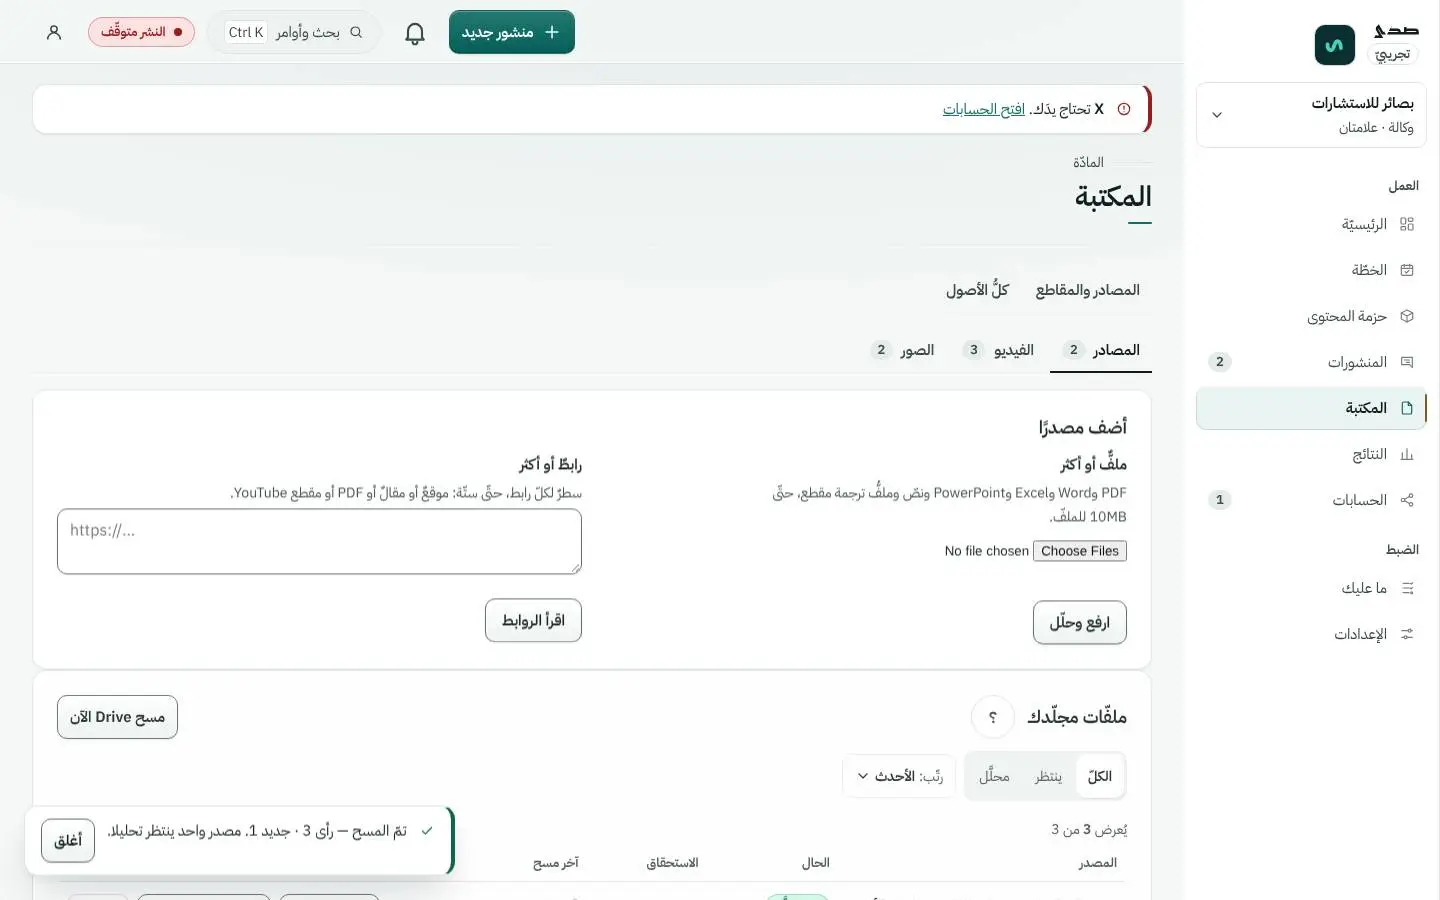 صدى
تجريبيّ
بصائر للاستشارات
وكالة · علامتان
العمل
الرئيسيّة
الخطّة
حزمة المحتوى
المنشورات 2
المكتبة
النتائج
الحسابات 1
الضبط
ما عليك
الإعدادات
منشور جديد
بحث وأوامر Ctrl K
النشر متوقّف
X تحتاج يدَك. افتح الحسابات
المادّة
المكتبة
المصادر والمقاطع
كلُّ الأصول
المصادر 2
الفيديو 3
الصور 2
أضف مصدرًا
ملفٌّ أو أكثر
PDF وWord وExcel وPowerPoint ونصّ وملفُّ ترجمة مقطع، حتّى
10MB للملفّ.
Choose Files No file chosen
ارفع وحلّل
رابطٌ أو أكثر
سطرٌ لكلّ رابط، حتّى ستّة: موقعٌ أو مقالٌ أو PDF أو مقطع YouTube.
https://...
اقرأ الروابط
ملفّات مجلّدك
؟
مسح Drive الآن
الكلّ
ينتظر
محلَّل
رتّب: الأحدث
يُعرض 3 من 3
المصدر
الحال
الاستحقاق
آخر مسح
تمّ المسح — رأى 3 · جديد 1. مصدر واحد ينتظر تحليلا.
أغلق